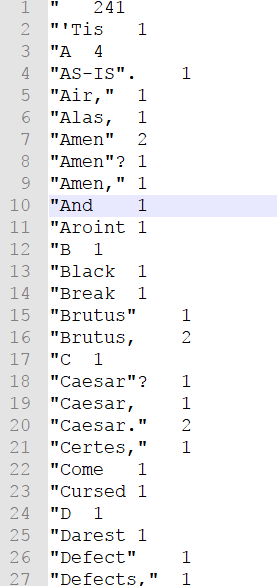 1 " 241
2 "'Tis 1
3 "A 4
4 "AS-IS". 1
5 "Air," 1
6 "Alas, 1
7 "Amen" 2
8 "Amen"? 1
9 "Amen," 1
10 "And 1
11 "Aroint 1
12 "B 1
13 "Black 1
14 "Break 1
15 "Brutus" 1
16 "Brutus, 2
17 "C 1
18 "Caesar"? 1
19 "Caesar, 1
20 "Caesar." 2
21 "Certes," 1
22 "Come 1
23 "Cursed 1
24 "D 1
25 "Darest 1
26 "Defect" 1
27 "Defects," 1